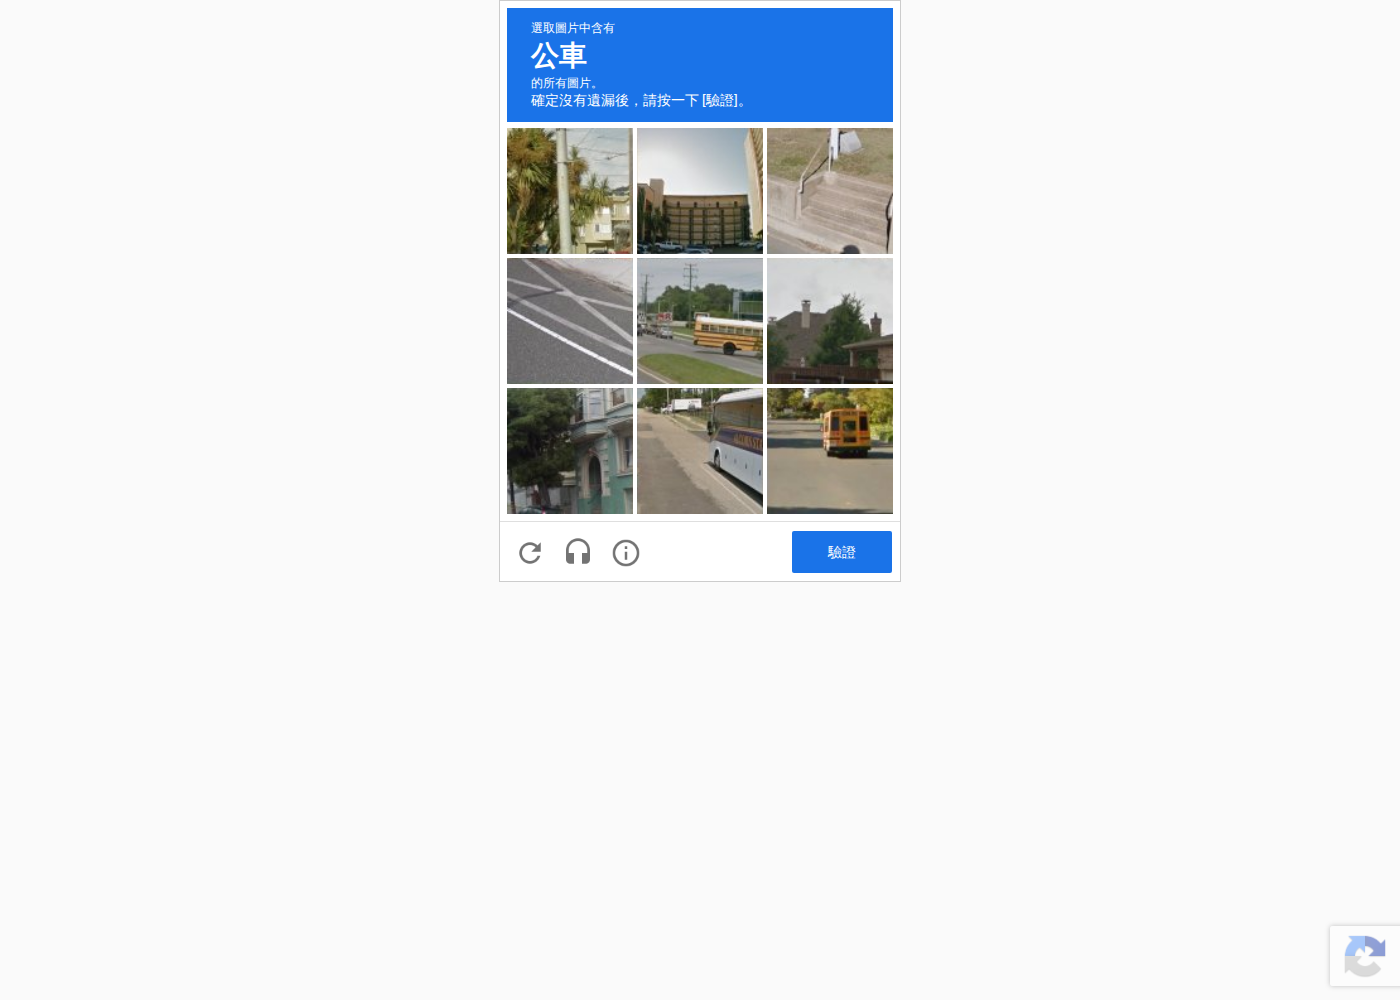 選取圖片中含有
公車
的所有圖片。
確定沒有遺漏後，請按一下 [驗證]。
驗證